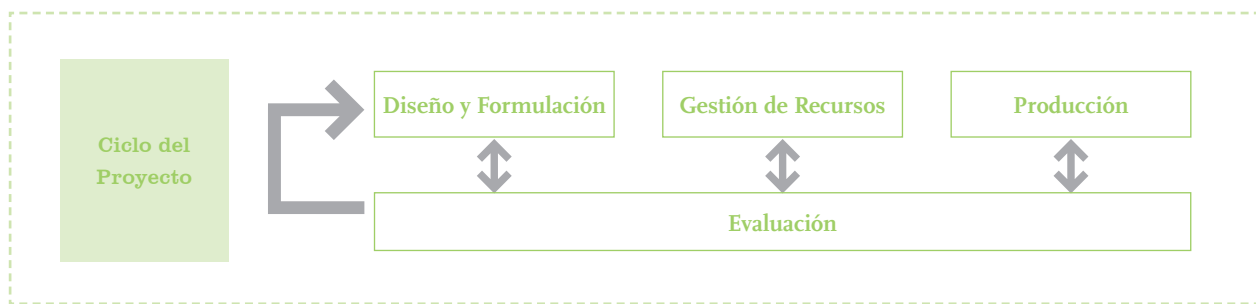 Ciclo del
Proyecto
Diseño y Formulación
Gestión de Recursos
Producción
Evaluación